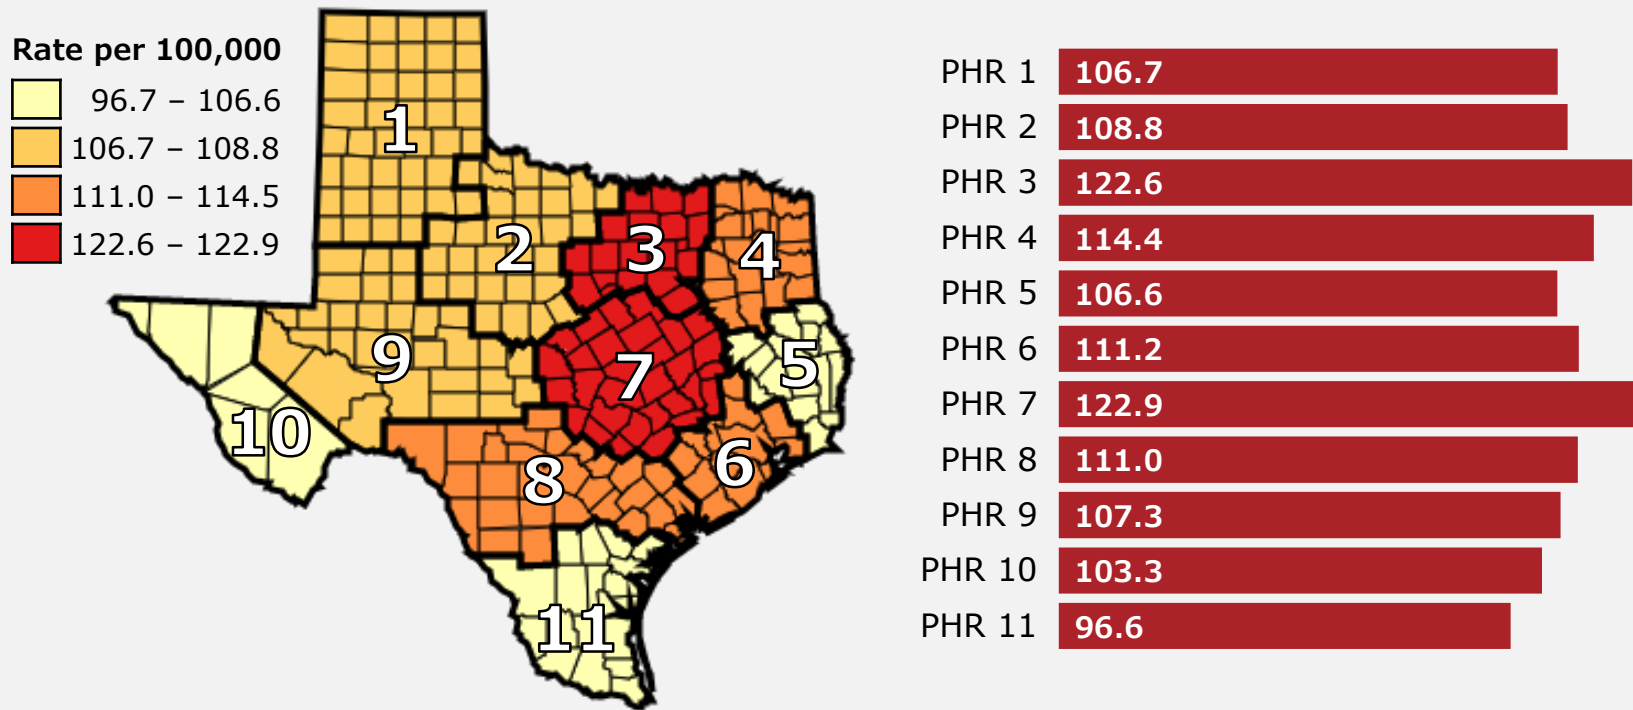 Rate per 100,000
96.7 – 106.6
106.7 – 108.8
111.0 – 114.5
122.6 – 122.9
1
2
3
4
5
6
7
8
9
10
11
PHR 1 106.7
PHR 2 108.8
PHR 3 122.6
PHR 4 114.4
PHR 5 106.6
PHR 6 111.2
PHR 7 122.9
PHR 8 111.0
PHR 9 107.3
PHR 10 103.3
PHR 11 96.6